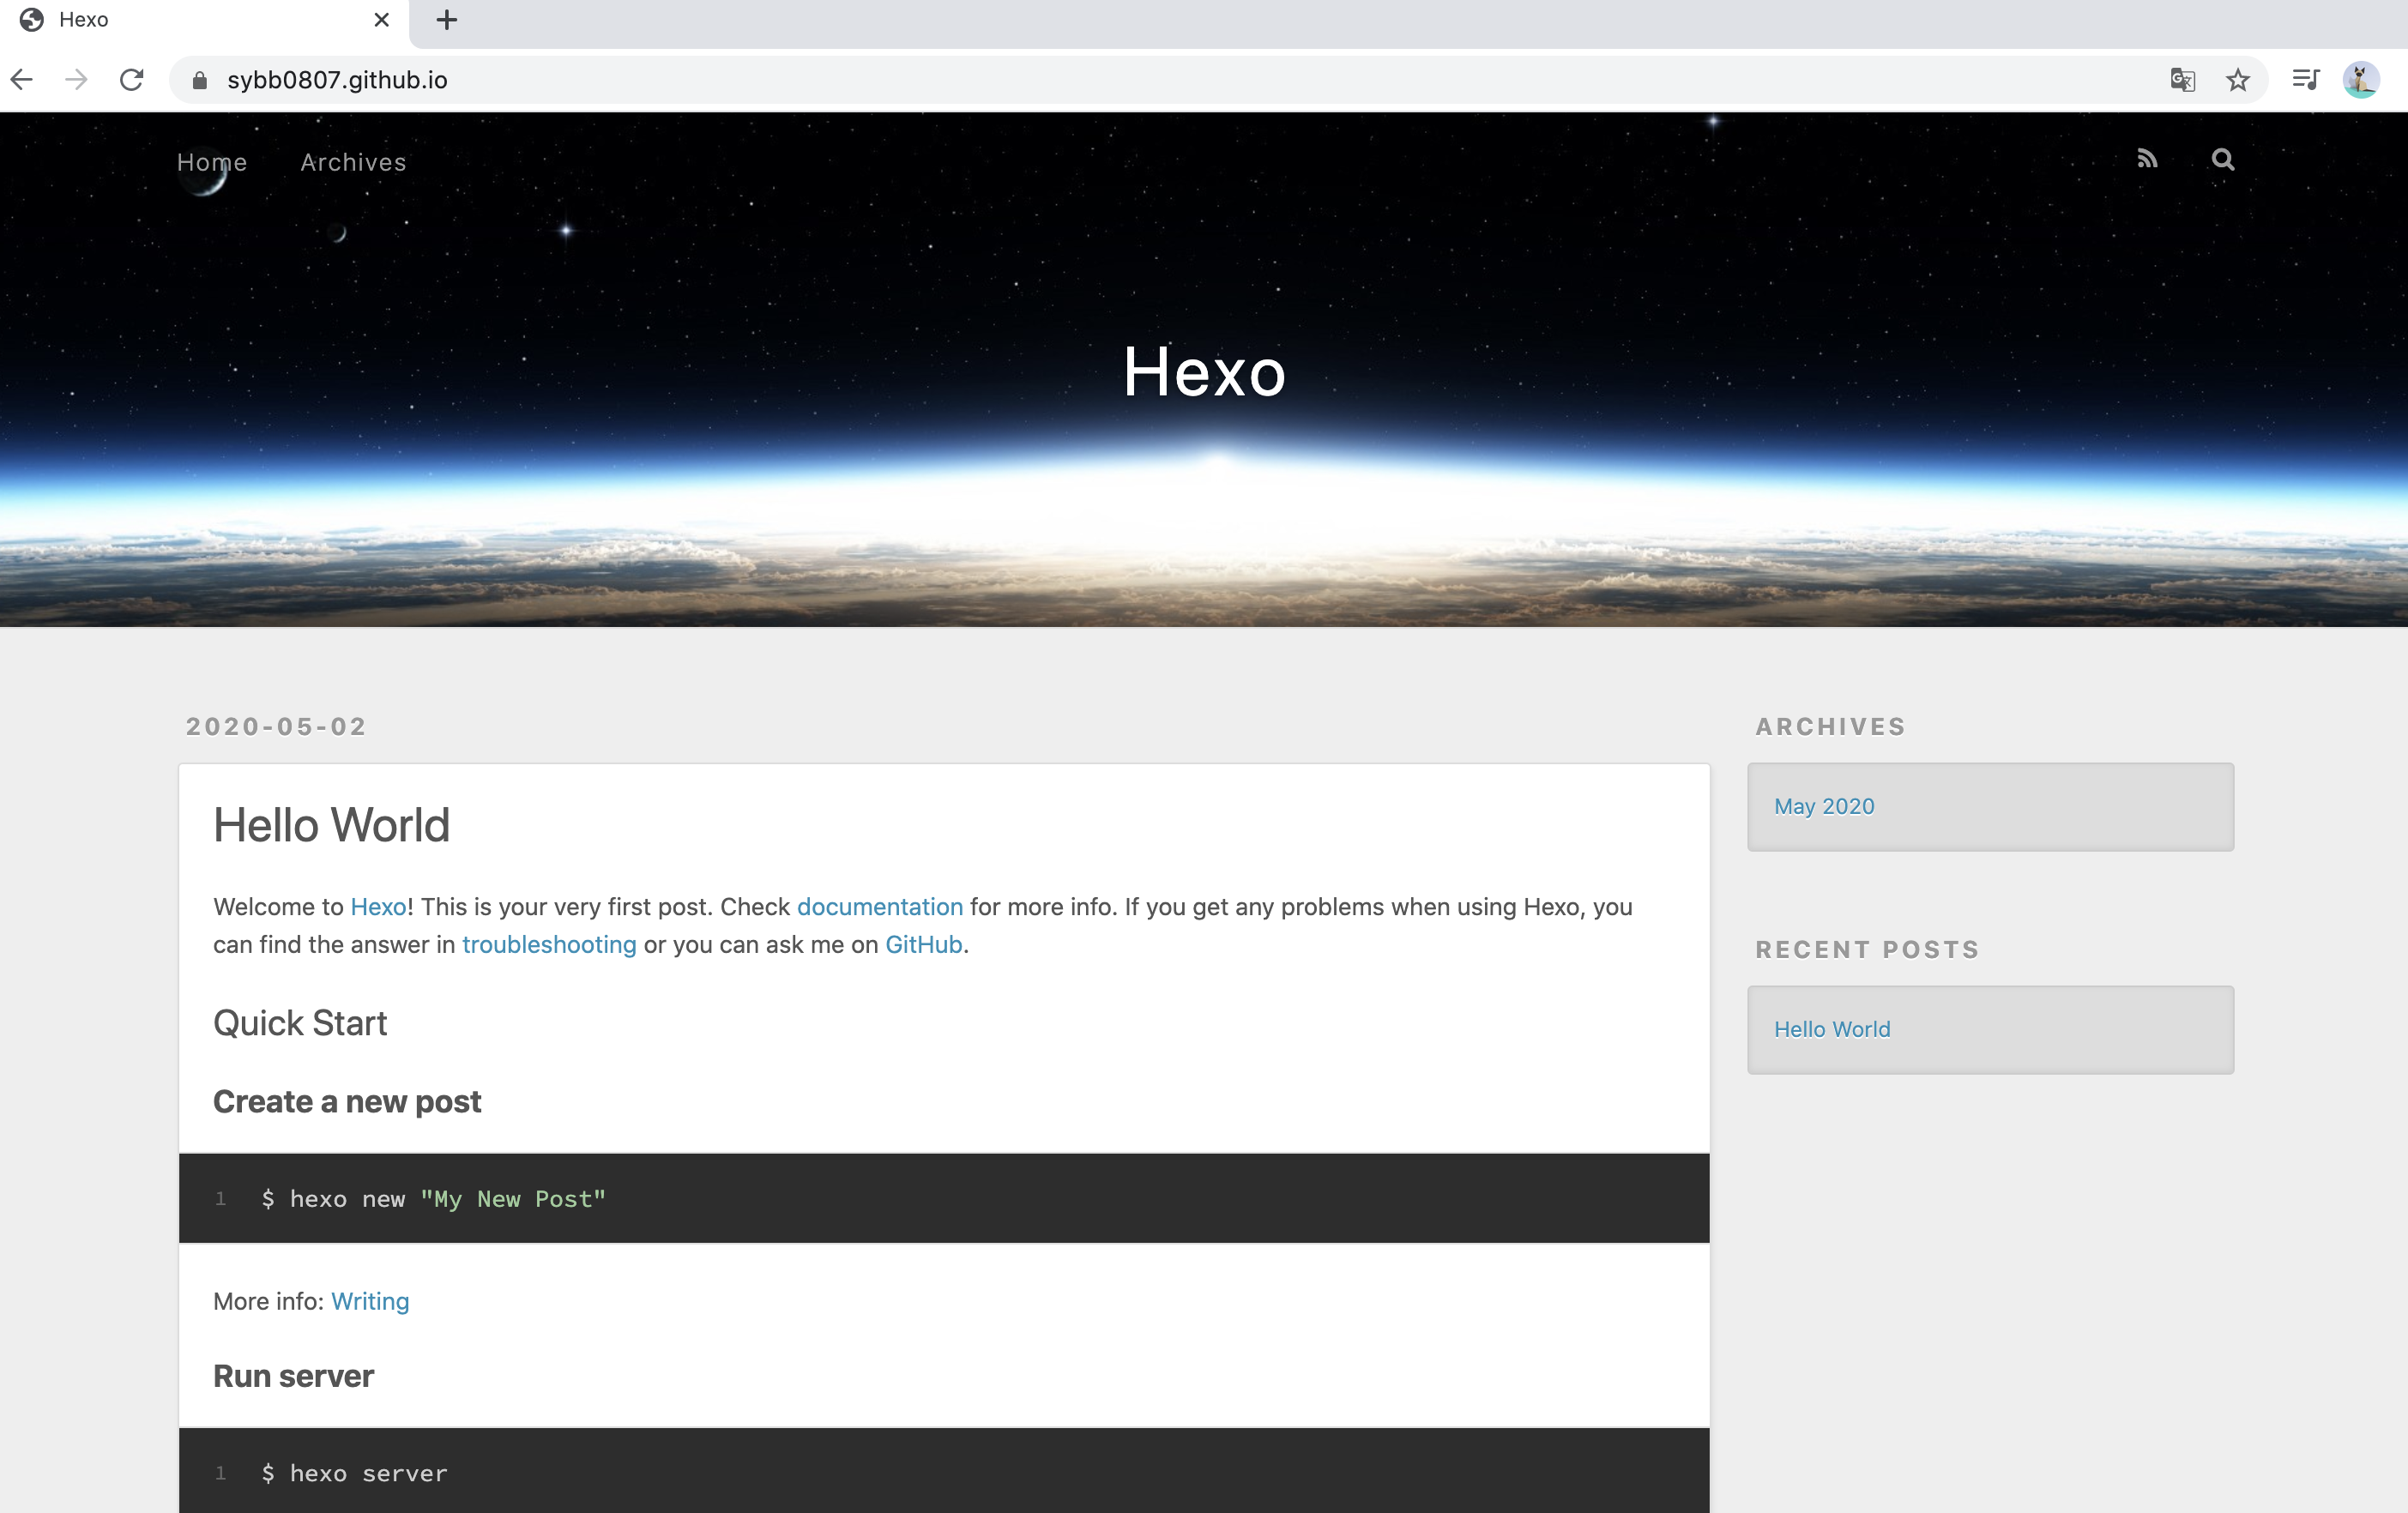 Hexo
sybb0807.github.io
Home Archives
Hexo
2020-05-02
Hello World
Welcome to Hexo! This is your very first post. Check documentation for more info. If you get any problems when using Hexo, you
can find the answer in troubleshooting or you can ask me on GitHub.
Quick Start
Create a new post
1 $ hexo new "My New Post"
More info: Writing
Run server
1 $ hexo server
ARCHIVES
May 2020
RECENT POSTS
Hello World